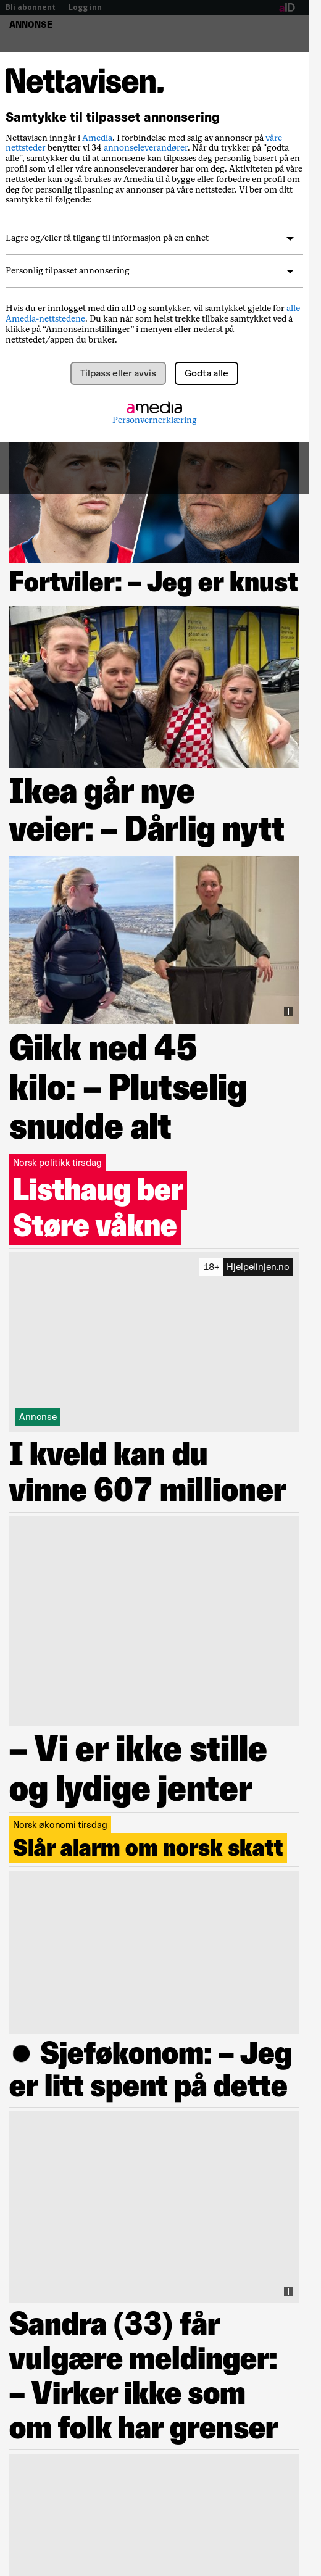 Bli abonnent | Logg inn
aID
ANNONSE
Nettavisen.
Samtykke til tilpasset annonsering
Nettavisen inngår i Amedia. I forbindelse med salg av annonser på våre
nettsteder benytter vi 34 annonseleverandører. Når du trykker på "godta
alle", samtykker du til at annonsene kan tilpasses deg personlig basert på en
profil som vi eller våre annonseleverandører har om deg. Aktiviteten på våre
nettsteder kan også brukes av Amedia til å bygge eller forbedre en profil om
deg for personlig tilpasning av annonser på våre nettsteder. Vi ber om ditt
samtykke til følgende:
Lagre og/eller få tilgang til informasjon på en enhet
Personlig tilpasset annonsering
Hvis du er innlogget med din aID og samtykker, vil samtykket gjelde for alle
Amedia-nettstedene. Du kan når som helst trekke tilbake samtykket ved å
klikke på “Annonseinnstillinger” i menyen eller nederst på
nettstedet/appen du bruker.
Tilpass eller avvis
Godta alle
amedia
Personvernerklæring
Fortviler: – Jeg er knust
Ikea går nye
veier: – Dårlig nytt
Gikk ned 45
kilo: – Plutselig
snudde alt
Norsk politikk tirsdag
Listhaug ber
Støre våkne
18+ Hjelpelinjen.no
Annonse
I kveld kan du
vinne 607 millioner
– Vi er ikke stille
og lydige jenter
Norsk økonomi tirsdag
Slår alarm om norsk skatt
● Sjeføkonom: – Jeg
er litt spent på dette
Sandra (33) får
vulgære meldinger:
– Virker ikke som
om folk har grenser